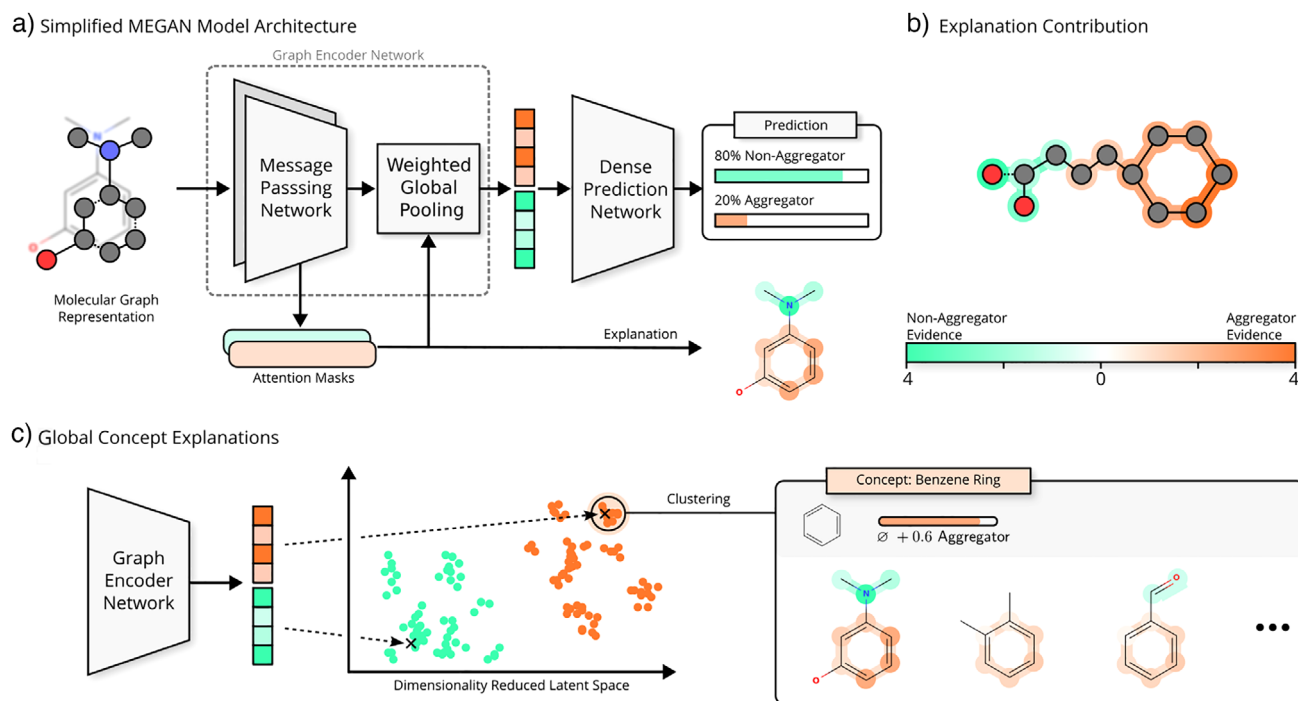 a) Simplified MEGAN Model Architecture
Graph Encoder Network
N
O
Molecular Graph
Representation
Message
Passsing
Network
Weighted
Global
Pooling
Dense
Prediction
Network
Prediction
80% Non-Aggregator
20% Aggregator
Attention Masks
Explanation
N
O
b) Explanation Contribution
Non-Aggregator
Evidence
Aggregator
Evidence
4 0 4
c) Global Concept Explanations
Graph
Encoder
Network
Dimensionality Reduced Latent Space
Clustering
Concept: Benzene Ring
∅ +0.6 Aggregator
N
O
O